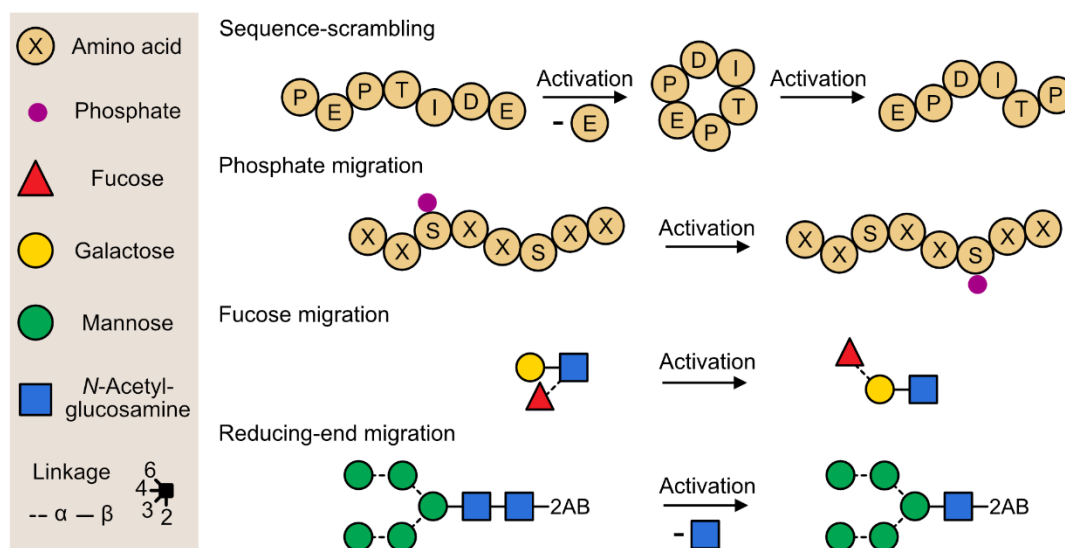 X Amino acid
Phosphate
Fucose
Galactose
Mannose
N-Acetyl-
glucosamine
Linkage
6
4
3 2
-- α — β
Sequence-scrambling
P E P T I D E
Activation
- E
P D I T P E
Activation
E P D I T P
Phosphate migration
X X S X X S X X
Activation
X X S X X S X X
Fucose migration
Activation
Reducing-end migration
2AB
Activation
-
2AB